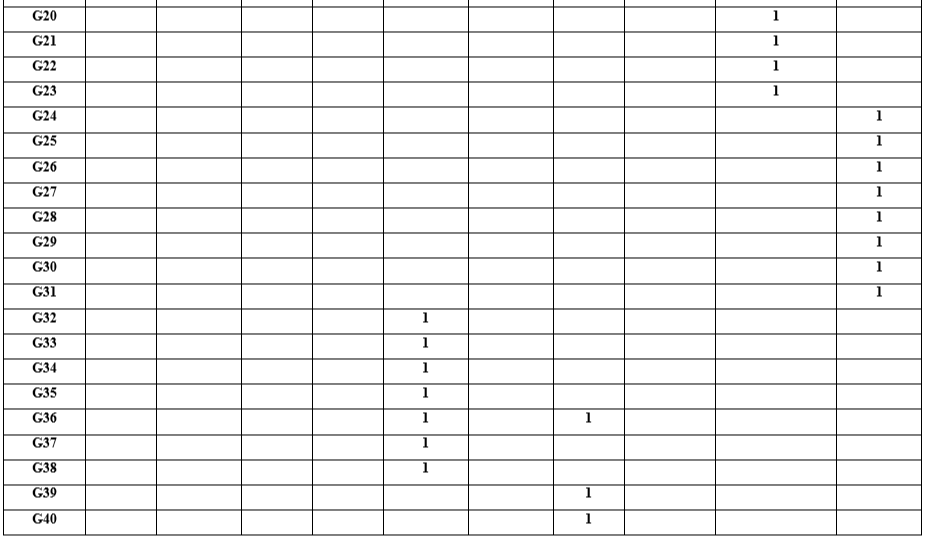 G20 1
G21 1
G22 1
G23 1
G24 1
G25 1
G26 1
G27 1
G28 1
G29 1
G30 1
G31 1
G32 1
G33 1
G34 1
G35 1
G36 1 1
G37 1
G38 1
G39 1
G40 1